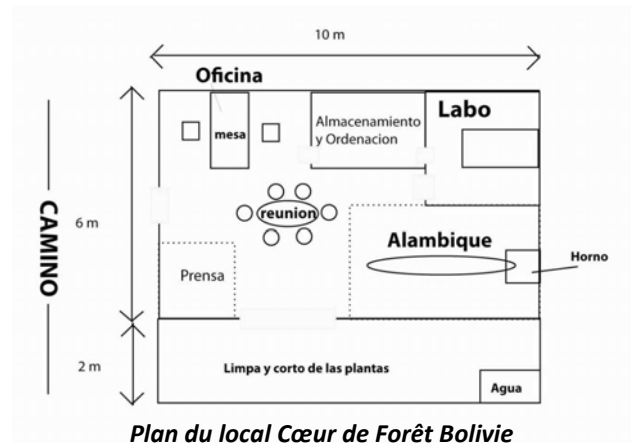 10 m
Oficina
mesa
Almacenamiento
y Ordenacion
Labo
CAMINO
6 m
reunion
Alambique
Horno
Prensa
2 m
Limpa y corto de las plantas
Agua
Plan du local Cœur de Forêt Bolivie